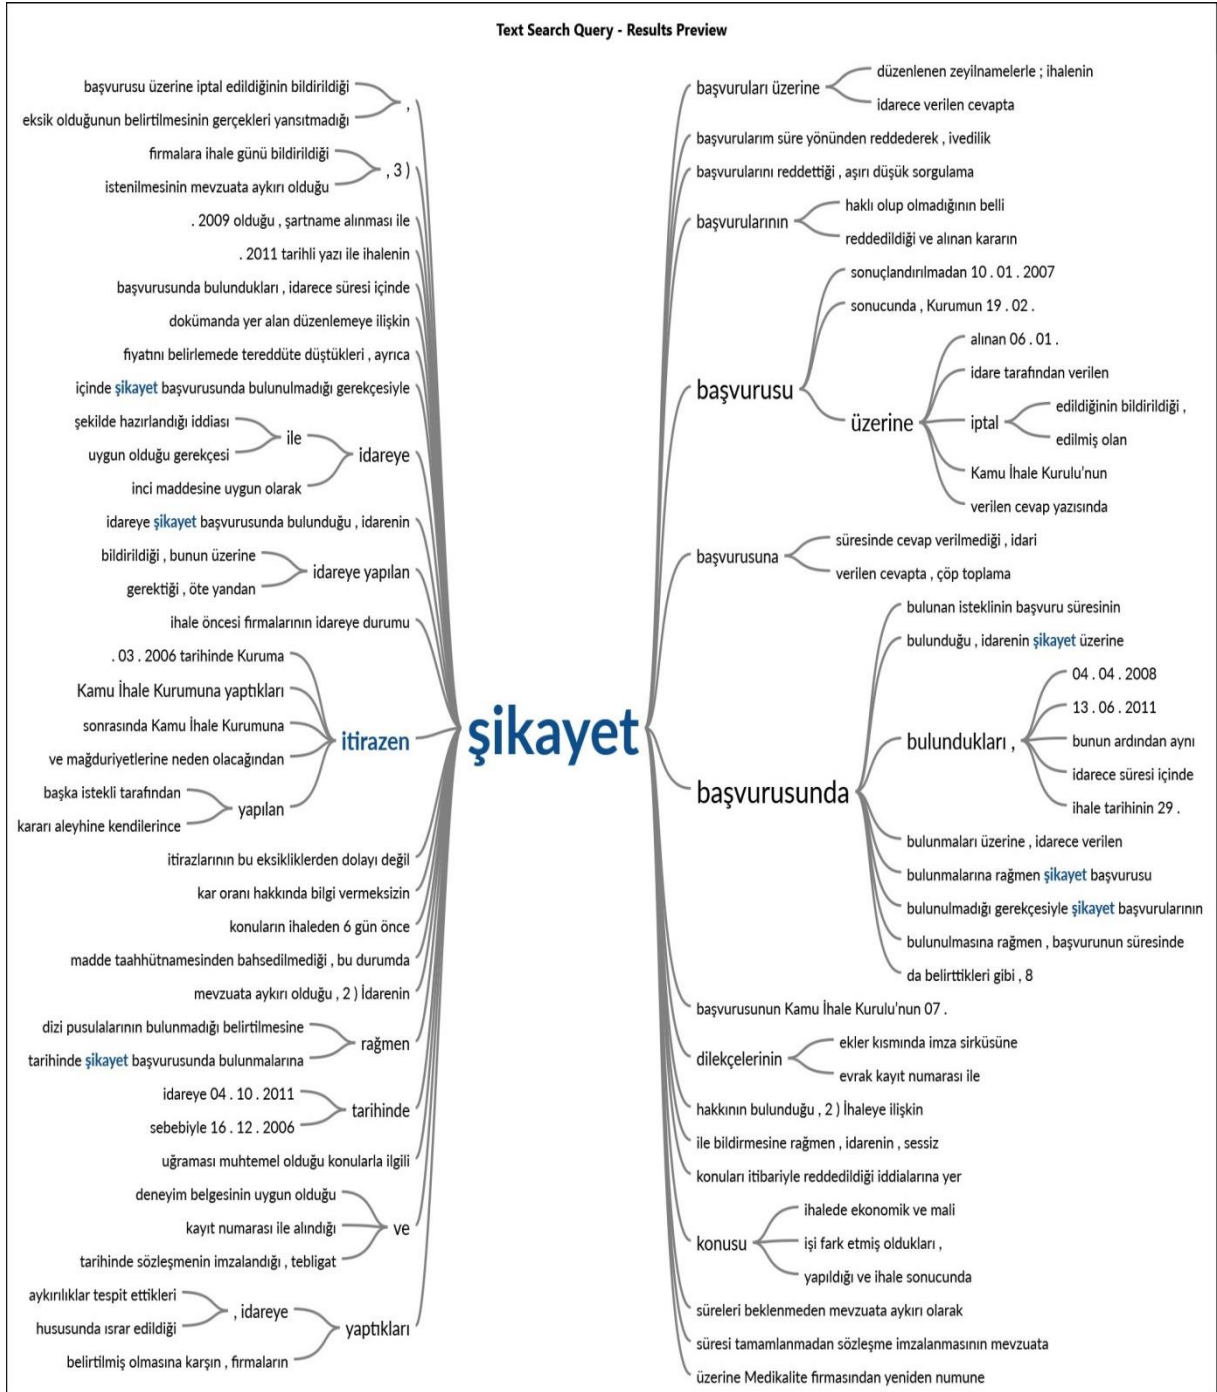 Text Search Query - Results Preview
başvurusu üzerine iptal edildiğinin bildirildiği
eksik olduğunun belirtilmesinin gerçekleri yansıtmadığı
,
firmalara ihale günü bildirildiği
istenilmesinin mevzuata aykırı olduğu
, 3 )
. 2009 olduğu , şartname alınması ile
. 2011 tarihli yazı ile ihalenin
başvurusunda bulundukları , idarece süresi içinde
dokümanda yer alan düzenlemeye ilişkin
fiyatını belirlemede tereddüte düştükleri , ayrıca
içinde şikayet başvurusunda bulunulmadığı gerekçesiyle
şekilde hazırlandığı iddiası
uygun olduğu gerekçesi
ile
inci maddesine uygun olarak
idareye
idareye şikayet başvurusunda bulunduğu , idarenin
bildirildiği , bunun üzerine
gerektiği , öte yandan
idareye yapılan
ihale öncesi firmalarının idareye durumu
. 03 . 2006 tarihinde Kuruma
Kamu İhale Kurumuna yaptıkları
sonrasında Kamu İhale Kurumuna
ve mağduriyetlerine neden olacağından
başka istekli tarafından
kararı aleyhine kendilerince
yapılan
itirazen
itirazlarının bu eksikliklerden dolayı değil
kar oranı hakkında bilgi vermeksizin
konuların ihaleden 6 gün önce
madde taahhütnamesinden bahsedilmediği , bu durumda
mevzuata aykırı olduğu , 2 ) İdarenin
dizi pusulalarının bulunmadığı belirtilmesine
tarihinde şikayet başvurusunda bulunmalarına
rağmen
idareye 04 . 10 . 2011
sebebiyle 16 . 12 . 2006
tarihinde
uğraması muhtemel olduğu konularla ilgili
deneyim belgesinin uygun olduğu
kayıt numarası ile alındığı
tarihinde sözleşmenin imzalandığı , tebligat
ve
aykırılıklar tespit ettikleri
hususunda ısrar edildiği
, idareye
belirtilmiş olmasına karşın , firmaların
yaptıkları
şikayet
başvuruları üzerine
düzenlenen zeyilnamelerle ; ihalenin
idarece verilen cevapta
başvurularım süre yönünden reddederek , ivedilik
başvurularını reddettiği , aşırı düşük sorgulama
başvurularının
haklı olup olmadığının belli
reddedildiği ve alınan kararın
başvurusu
sonuçlandırılmadan 10 . 01 . 2007
sonucunda , Kurumun 19 . 02 .
üzerine
alınan 06 . 01 .
idare tarafından verilen
iptal
edildiğinin bildirildiği ,
edilmiş olan
Kamu İhale Kurulu'nun
verilen cevap yazısında
başvurusuna
süresinde cevap verilmediği , idari
verilen cevapta , çöp toplama
başvurusunda
bulunan isteklinin başvuru süresinin
bulunduğu , idarenin şikayet üzerine
bulundukları ,
04 . 04 . 2008
13 . 06 . 2011
bunun ardından aynı
idarece süresi içinde
ihale tarihinin 29 .
bulunmaları üzerine , idarece verilen
bulunmalarına rağmen şikayet başvurusu
bulunulmadığı gerekçesiyle şikayet başvurularının
bulunulmasına rağmen , başvurunun süresinde
da belirttikleri gibi , 8
başvurusunun Kamu İhale Kurulu'nun 07 .
dilekçelerinin
ekler kısmında imza sirküsüne
evrak kayıt numarası ile
hakkının bulunduğu , 2 ) İhaleye ilişkin
ile bildirmesine rağmen , idarenin , sessiz
konuları itibariyle reddedildiği iddialarına yer
konusu
ihalede ekonomik ve mali
işi fark etmiş oldukları ,
yapıldığı ve ihale sonucunda
süreleri beklenmeden mevzuata aykırı olarak
süresi tamamlanmadan sözleşme imzalanmasının mevzuata
üzerine Medikalite firmasından yeniden numune